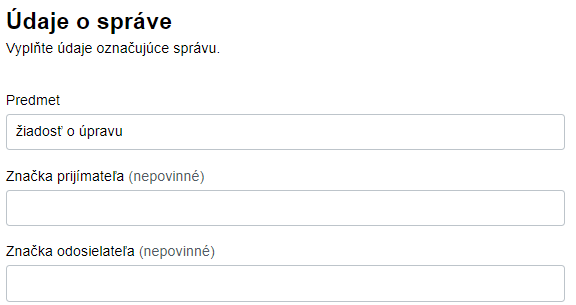 Údaje o správe
Vyplňte údaje označujúce správu.
Predmet
žiadosť o úpravu
Značka prijímateľa (nepovinné)
Značka odosielateľa (nepovinné)